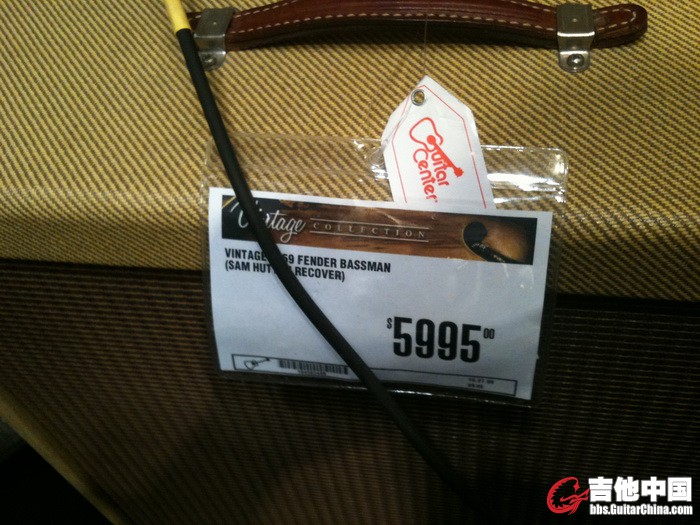 Guitar
Center
Vintage COLLECTION
VINTAGE 59 FENDER BASSMAN
(SAM HUT RECOVER)
$5995 00
吉他中国
bbs.GuitarChina.com